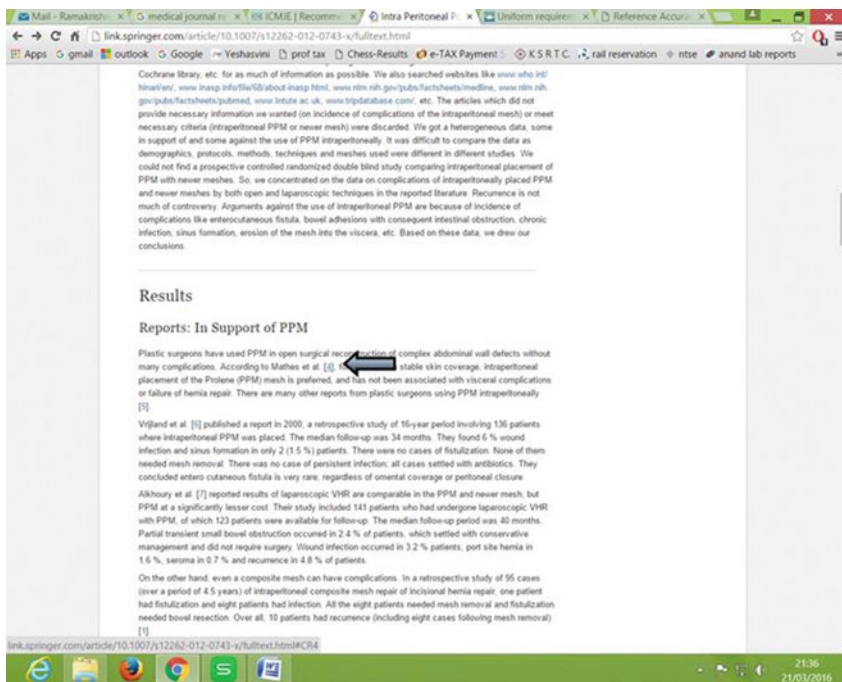 Mail - Ramakrish
medical journal re
ICMJE | Recomme
Intra Peritoneal P
Uniform requirem
Reference Accura
link.springer.com/article/10.1007/s12262-012-0743-x/fulltext.html
Apps gmail outlook Google Yeshasvini prof tax Chess-Results e-TAX Payment S K S R T C. rail reservation ntse anand lab reports »
Cochrane library, etc. for as much of information as possible. We also searched websites like www.who.int/
hinari/en/, www.inasp.info/file/68/about-inasp.html, www.nlm.nih.gov/pubs/factsheets/medline, www.nlm.nih.
gov/pubs/factsheets/pubmed, www.Intute.ac.uk, www.tripdatabase.com/, etc. The articles which did not
provide necessary information we wanted (on incidence of complications of the intraperitoneal mesh) or meet
necessary criteria (intraperitoneal PPM or newer mesh) were discarded. We got a heterogeneous data, some
in support of and some against the use of PPM intraperitoneally. It was difficult to compare the data as
demographics, protocols, methods, techniques and meshes used were different in different studies. We
could not find a prospective controlled randomized double blind study comparing intraperitoneal placement of
PPM with newer meshes. So, we concentrated on the data on complications of intraperitoneally placed PPM
and newer meshes by both open and laparoscopic techniques in the reported literature. Recurrence is not
much of controversy. Arguments against the use of intraperitoneal PPM are because of incidence of
complications like enterocutaneous fistula, bowel adhesions with consequent intestinal obstruction, chronic
infection, sinus formation, erosion of the mesh into the viscera, etc. Based on these data, we drew our
conclusions.
Results
Reports: In Support of PPM
Plastic surgeons have used PPM in open surgical reconstruction of complex abdominal wall defects without
many complications. According to Mathes et al. [4], stable skin coverage, intraperitoneal
placement of the Prolene (PPM) mesh is preferred, and has not been associated with visceral complications
or failure of hernia repair. There are many other reports from plastic surgeons using PPM intraperitoneally
[5].
Vrijland et al. [6] published a report in 2000, a retrospective study of 16-year period involving 136 patients
where intraperitoneal PPM was placed. The median follow-up was 34 months. They found 6 % wound
infection and sinus formation in only 2 (1.5 %) patients. There were no cases of fistulization. None of them
needed mesh removal. There was no case of persistent infection; all cases settled with antibiotics. They
concluded entero cutaneous fistula is very rare, regardless of omental coverage or peritoneal closure.
Alkhoury et al. [7] reported results of laparoscopic VHR are comparable in the PPM and newer mesh, but
PPM at a significantly lesser cost. Their study included 141 patients who had undergone laparoscopic VHR
with PPM, of which 123 patients were available for follow-up. The median follow-up period was 40 months.
Partial transient small bowel obstruction occurred in 2.4 % of patients, which settled with conservative
management and did not require surgery. Wound infection occurred in 3.2 % patients, port site hernia in
1.6 %, seroma in 0.7 % and recurrence in 4.8 % of patients.
On the other hand, even a composite mesh can have complications. In a retrospective study of 95 cases
(over a period of 4.5 years) of intraperitoneal composite mesh repair of incisional hernia repair, one patient
had fistulization and eight patients had infection. All the eight patients needed mesh removal and fistulization
needed bowel resection. Over all, 10 patients had recurrence (including eight cases following mesh removal)
[1].
link.springer.com/article/10.1007/s12262-012-0743-x/fulltext.html#CR4
21:36
21/03/2016